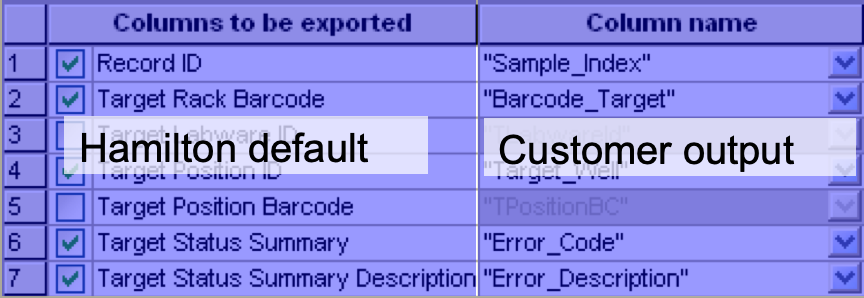 Columns to be exported Column name
1 Record ID "Sample_Index"
2 Target Rack Barcode "Barcode_Target"
3 Target Labware ID "TLabwareId"
Hamilton default Customer output
4 Target Position ID "Target_Well"
5 Target Position Barcode "TPositionBC"
6 Target Status Summary "Error_Code"
7 Target Status Summary Description "Error_Description"